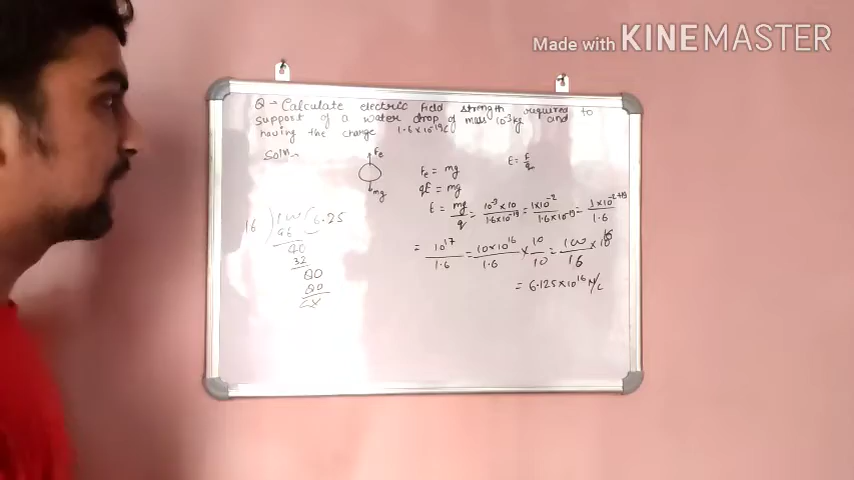 Made with KINEMASTER
Q → Calculate electric field strength required to
support of a water drop of mass 10⁻³kg and
having the charge 1.6×10⁻¹⁹C
Solⁿ→
Fe
mg
E = F/q
Fe = mg
qE = mg
E = mg/q = 10⁻³×10/1.6×10⁻¹⁹ = 1×10⁻²/1.6×10⁻¹⁹ = 1×10⁻²⁺¹⁹/1.6
= 10¹⁷/1.6 = 10×10¹⁶/1.6 × 10/10 = 100/16 × 10¹⁶
= 6.125×10¹⁶ N/C
16 ) 100 ( 6.25
96
40
32
80
80